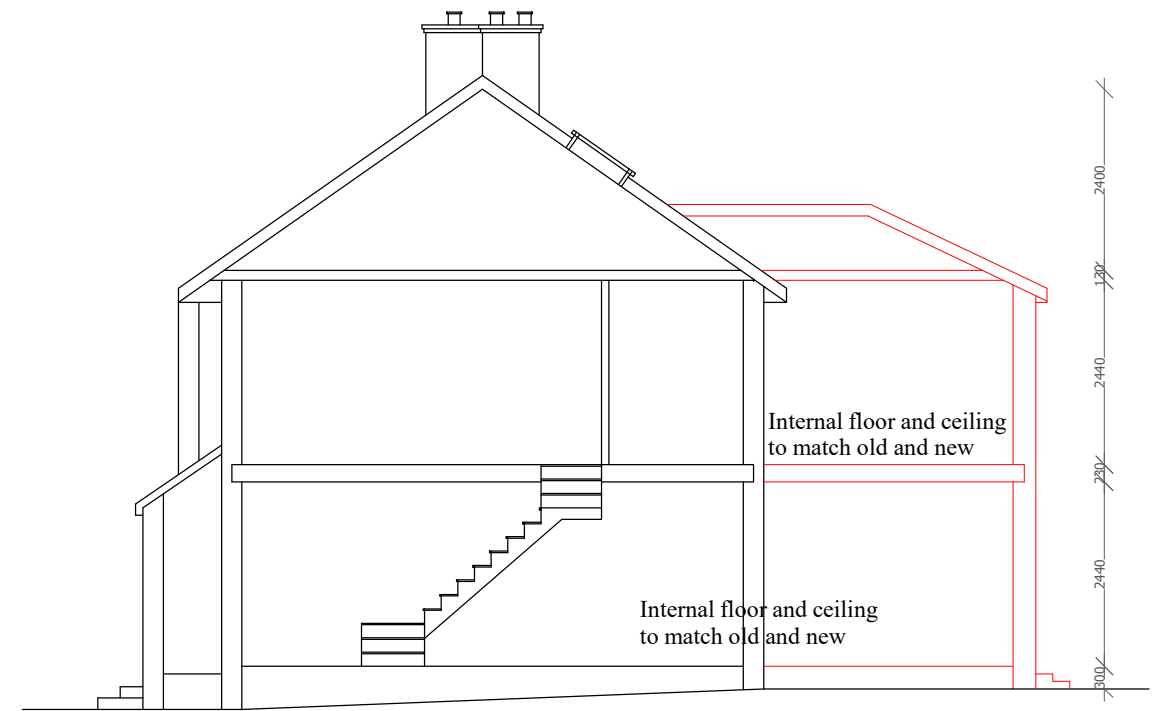 2400
120
2440
Internal floor and ceiling
to match old and new
230
2440
Internal floor and ceiling
to match old and new
300